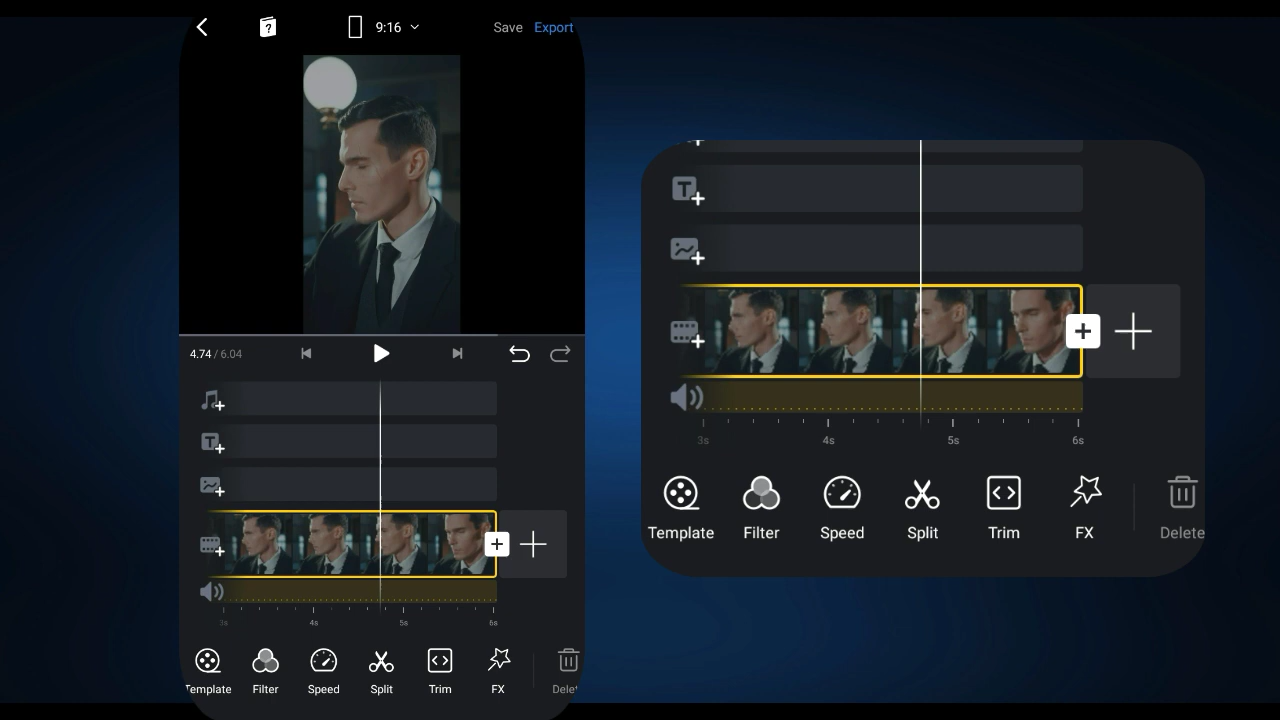 ?
9:16
Save
Export
4.74 / 6.04
T
3s
4s
5s
6s
Template
Filter
Speed
Split
Trim
FX
Delet
T
3s
4s
5s
6s
Template
Filter
Speed
Split
Trim
FX
Delete